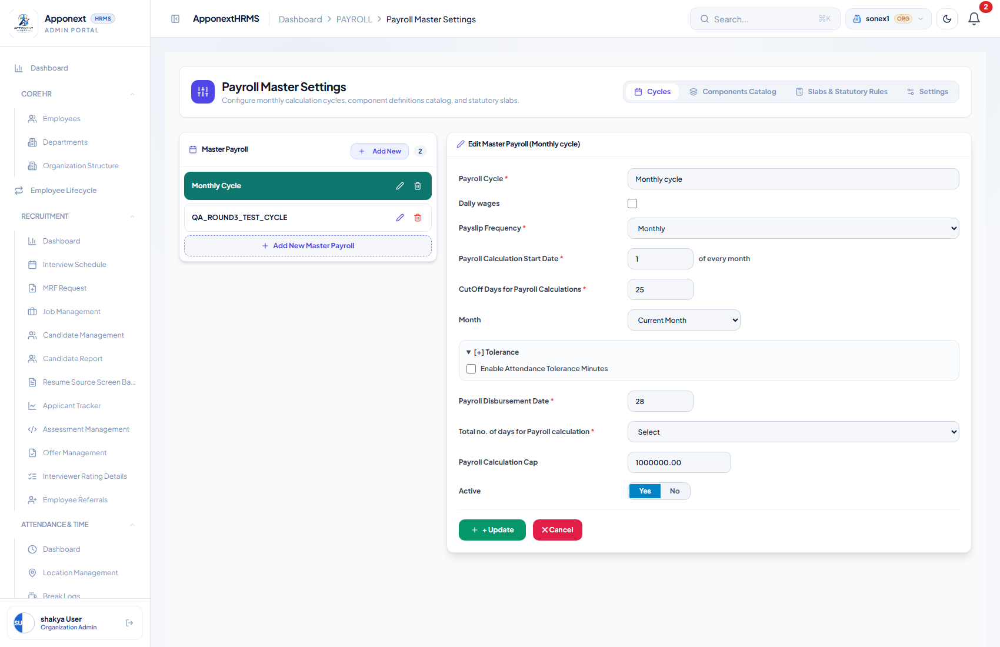 Apponext HRMS
ADMIN PORTAL
Dashboard
CORE HR
Employees
Departments
Organization Structure
Employee Lifecycle
RECRUITMENT
Dashboard
Interview Schedule
MRF Request
Job Management
Candidate Management
Candidate Report
Resume Source Screen Ba...
Applicant Tracker
Assessment Management
Offer Management
Interviewer Rating Details
Employee Referrals
ATTENDANCE & TIME
Dashboard
Location Management
Break Logs
SU
shakya User
Organization Admin
ApponextHRMS
Dashboard > PAYROLL > Payroll Master Settings
Search... ⌘K
sonex1 ORG
2
Payroll Master Settings
Configure monthly calculation cycles, component definitions catalog, and statutory slabs.
Cycles
Components Catalog
Slabs & Statutory Rules
Settings
Master Payroll
+ Add New
2
Monthly Cycle
QA_ROUND3_TEST_CYCLE
+ Add New Master Payroll
Edit Master Payroll (Monthly cycle)
Payroll Cycle * Monthly cycle
Daily wages
Payslip Frequency * Monthly
Payroll Calculation Start Date * 1 of every month
CutOff Days for Payroll Calculations * 25
Month Current Month
▼ [+] Tolerance
Enable Attendance Tolerance Minutes
Payroll Disbursement Date * 28
Total no. of days for Payroll calculation * Select
Payroll Calculation Cap 1000000.00
Active Yes No
+ + Update
✕ Cancel